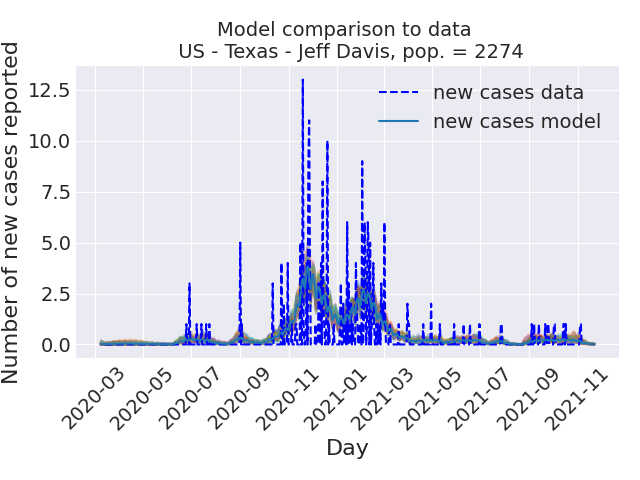 Model comparison to data
US - Texas - Jeff Davis, pop. = 2274
Number of new cases reported
12.5
10.0
7.5
5.0
2.5
0.0
new cases data
new cases model
2020-03
2020-05
2020-07
2020-09
2020-11
2021-01
2021-03
2021-05
2021-07
2021-09
2021-11
Day